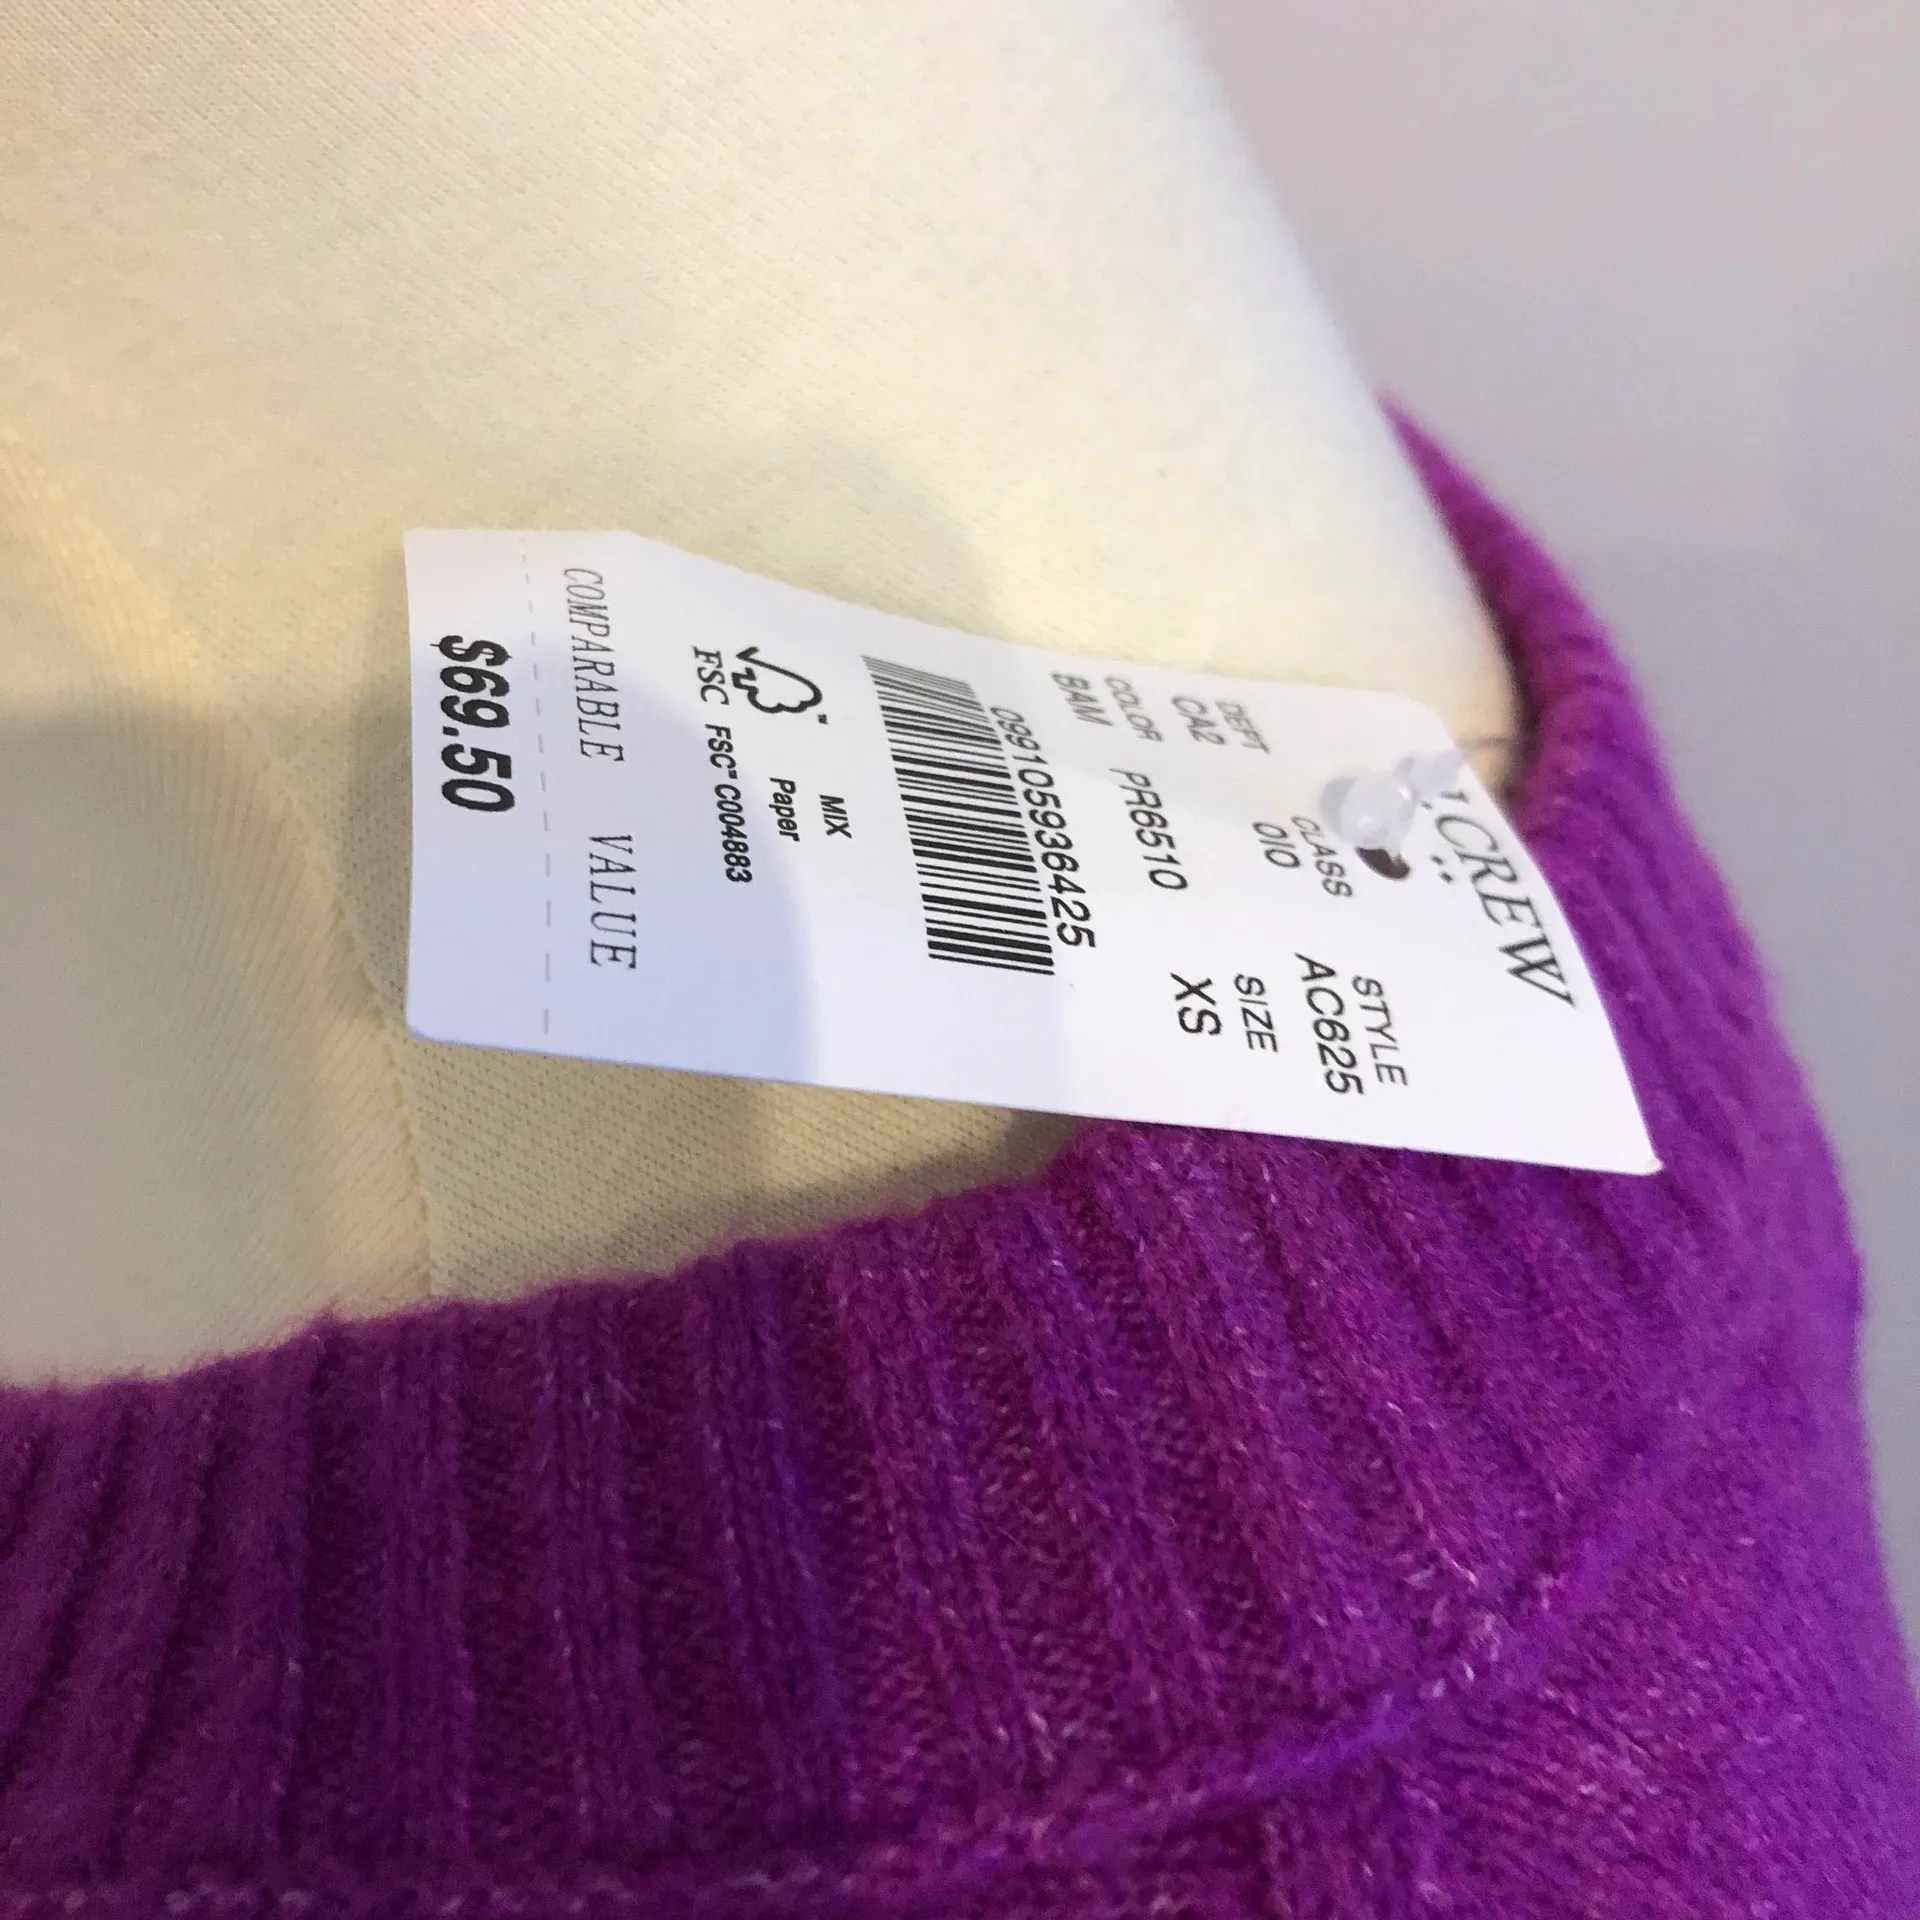 J.CREW
DEPT CLASS STYLE
CA2 010 AC625
COLOR SIZE
BAM PR6510 XS
099105936425
MIX
Paper
FSC FSC™ C004883
COMPARABLE VALUE
$69.50